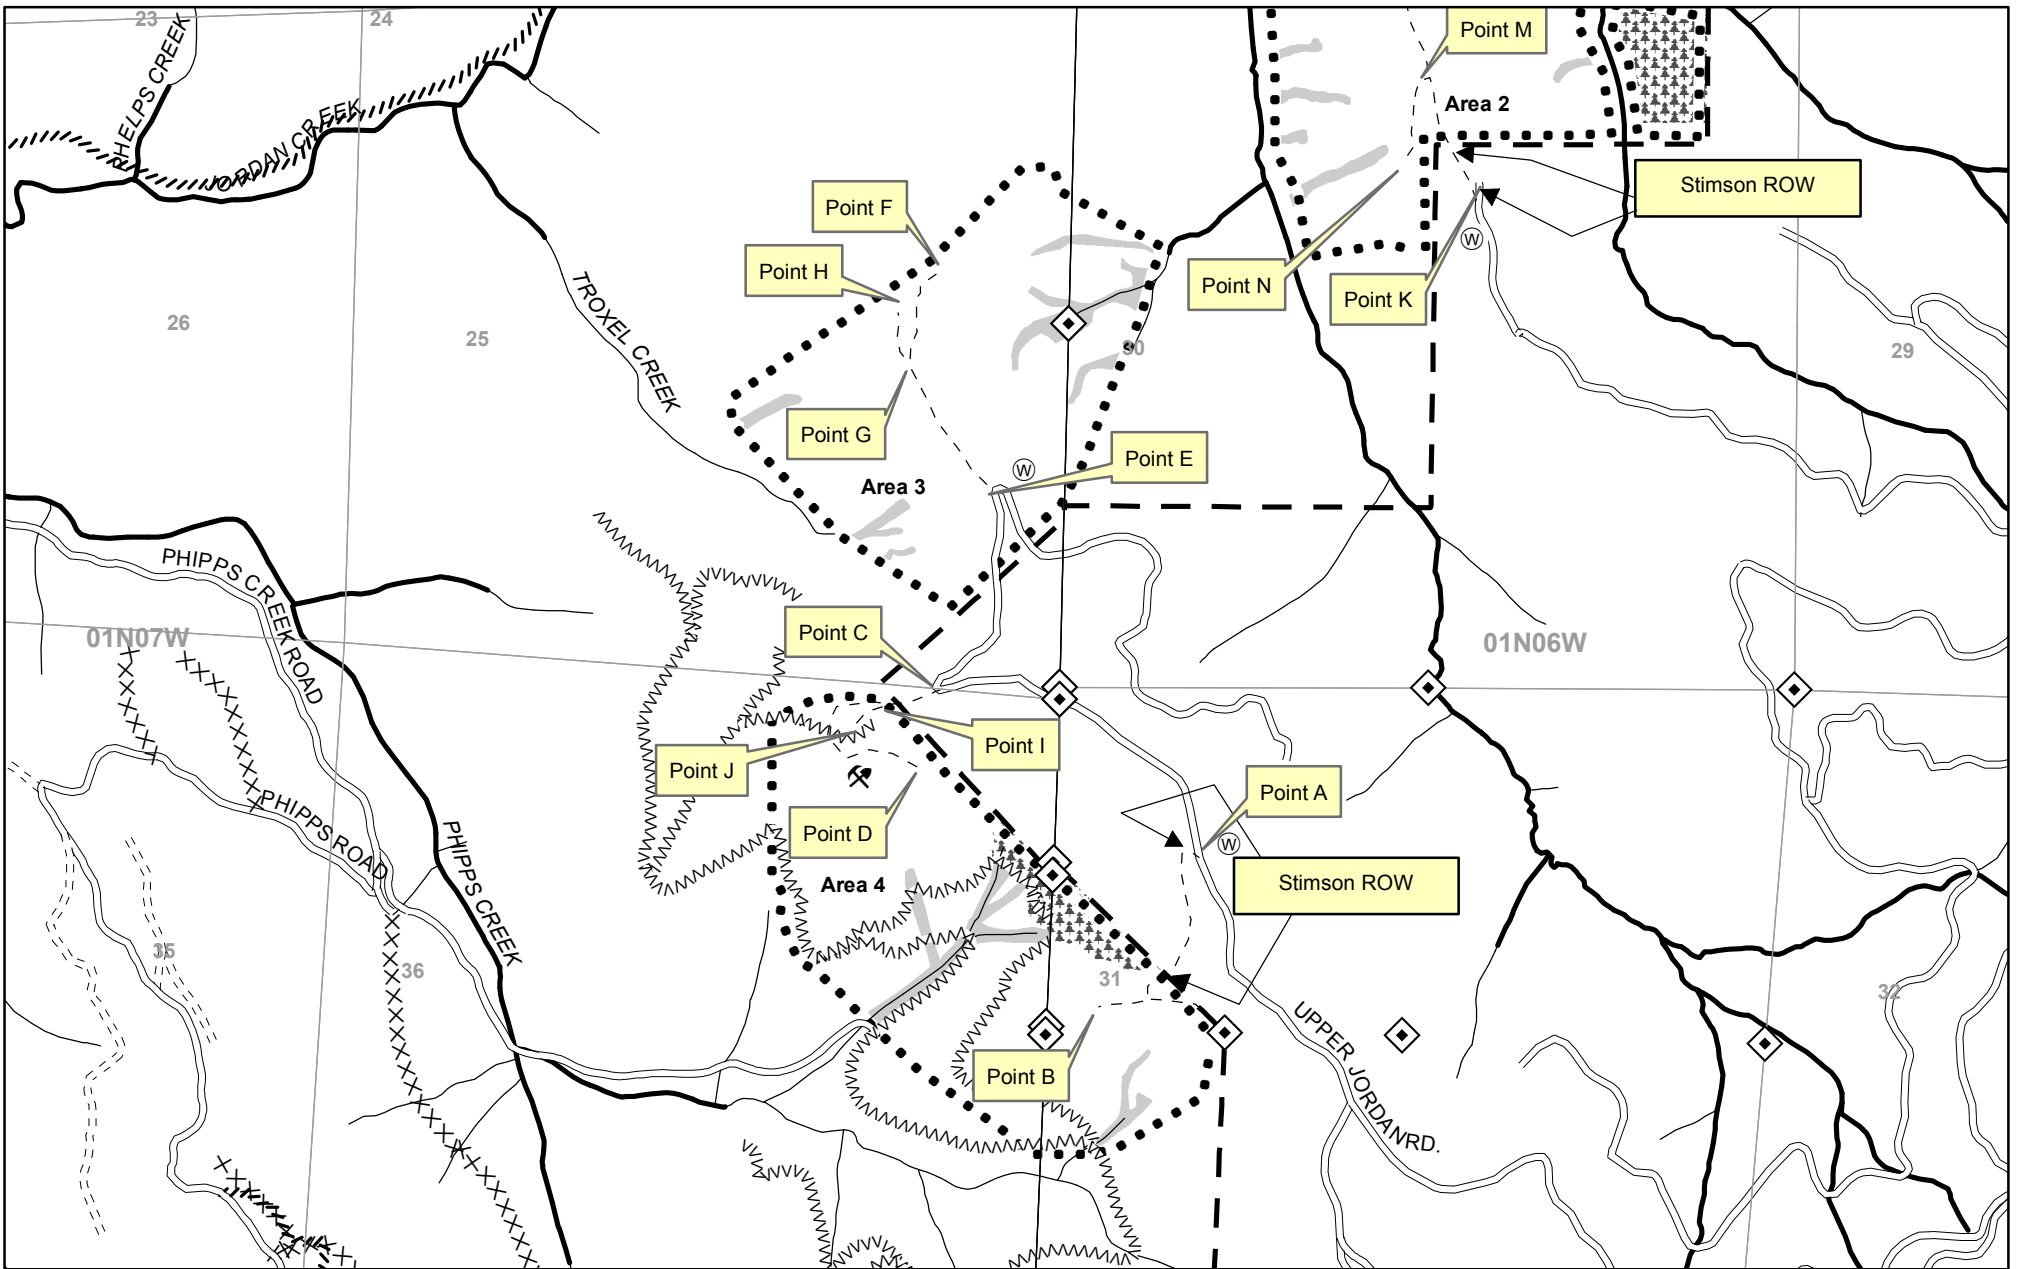 23
24
PHELPS CREEK
JORDAN CREEK
Point M
Area 2
Stimson ROW
Point F
Point H
Point N
Point K
W
26
25
TROXEL CREEK
30
29
Point G
Point E
W
Area 3
PHIPPS CREEK ROAD
01N07W
Point C
01N06W
Point I
Point J
Point A
W
Point D
PHIPPS ROAD
PHIPPS CREEK
Area 4
Stimson ROW
35
36
31
32
Point B
UPPER JORDAN RD.